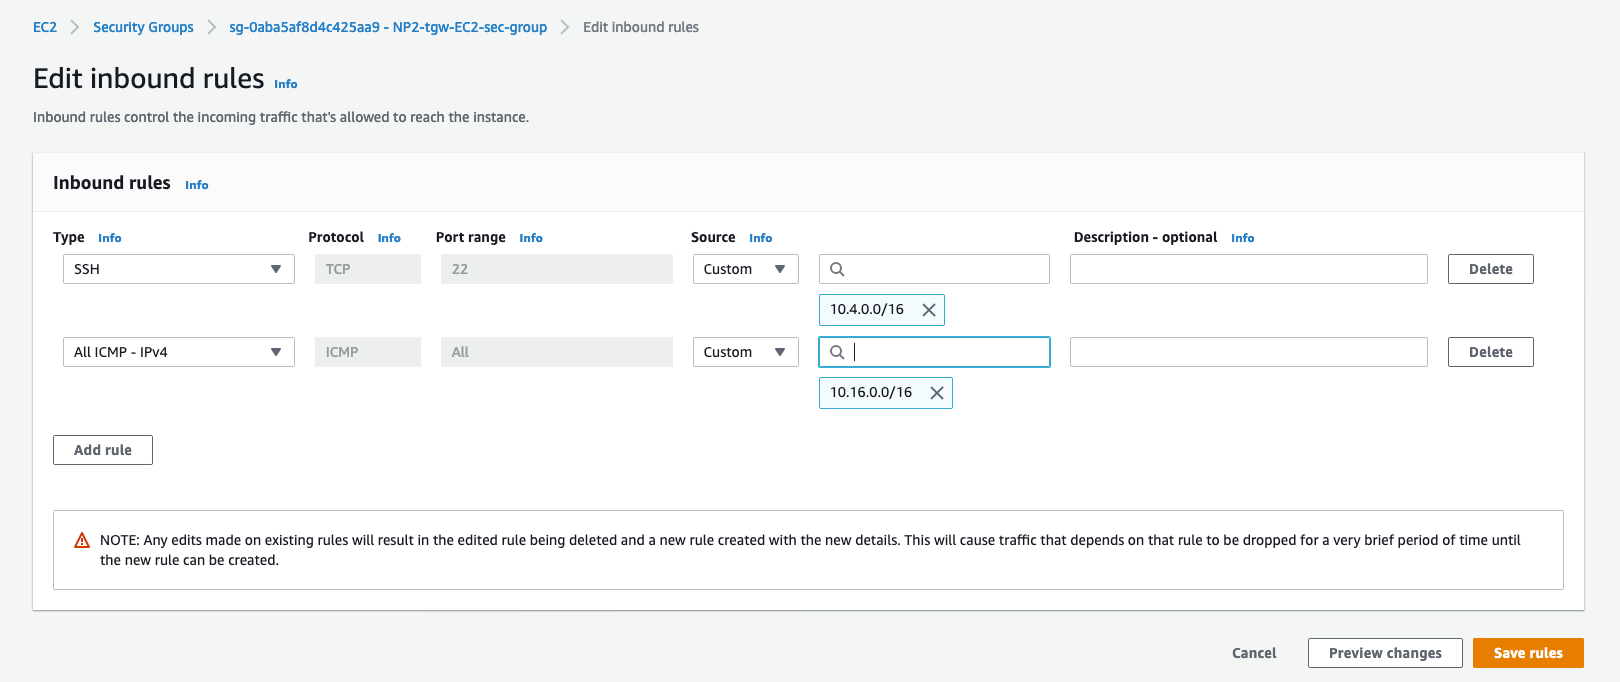 EC2 > Security Groups > sg-0aba5af8d4c425aa9 - NP2-tgw-EC2-sec-group > Edit inbound rules
Edit inbound rules Info
Inbound rules control the incoming traffic that's allowed to reach the instance.
Inbound rules Info
Type Info Protocol Info Port range Info Source Info Description - optional Info
SSH TCP 22 Custom Delete
10.4.0.0/16
All ICMP - IPv4 ICMP All Custom Delete
10.16.0.0/16
Add rule
NOTE: Any edits made on existing rules will result in the edited rule being deleted and a new rule created with the new details. This will cause traffic that depends on that rule to be dropped for a very brief period of time until
the new rule can be created.
Cancel Preview changes Save rules